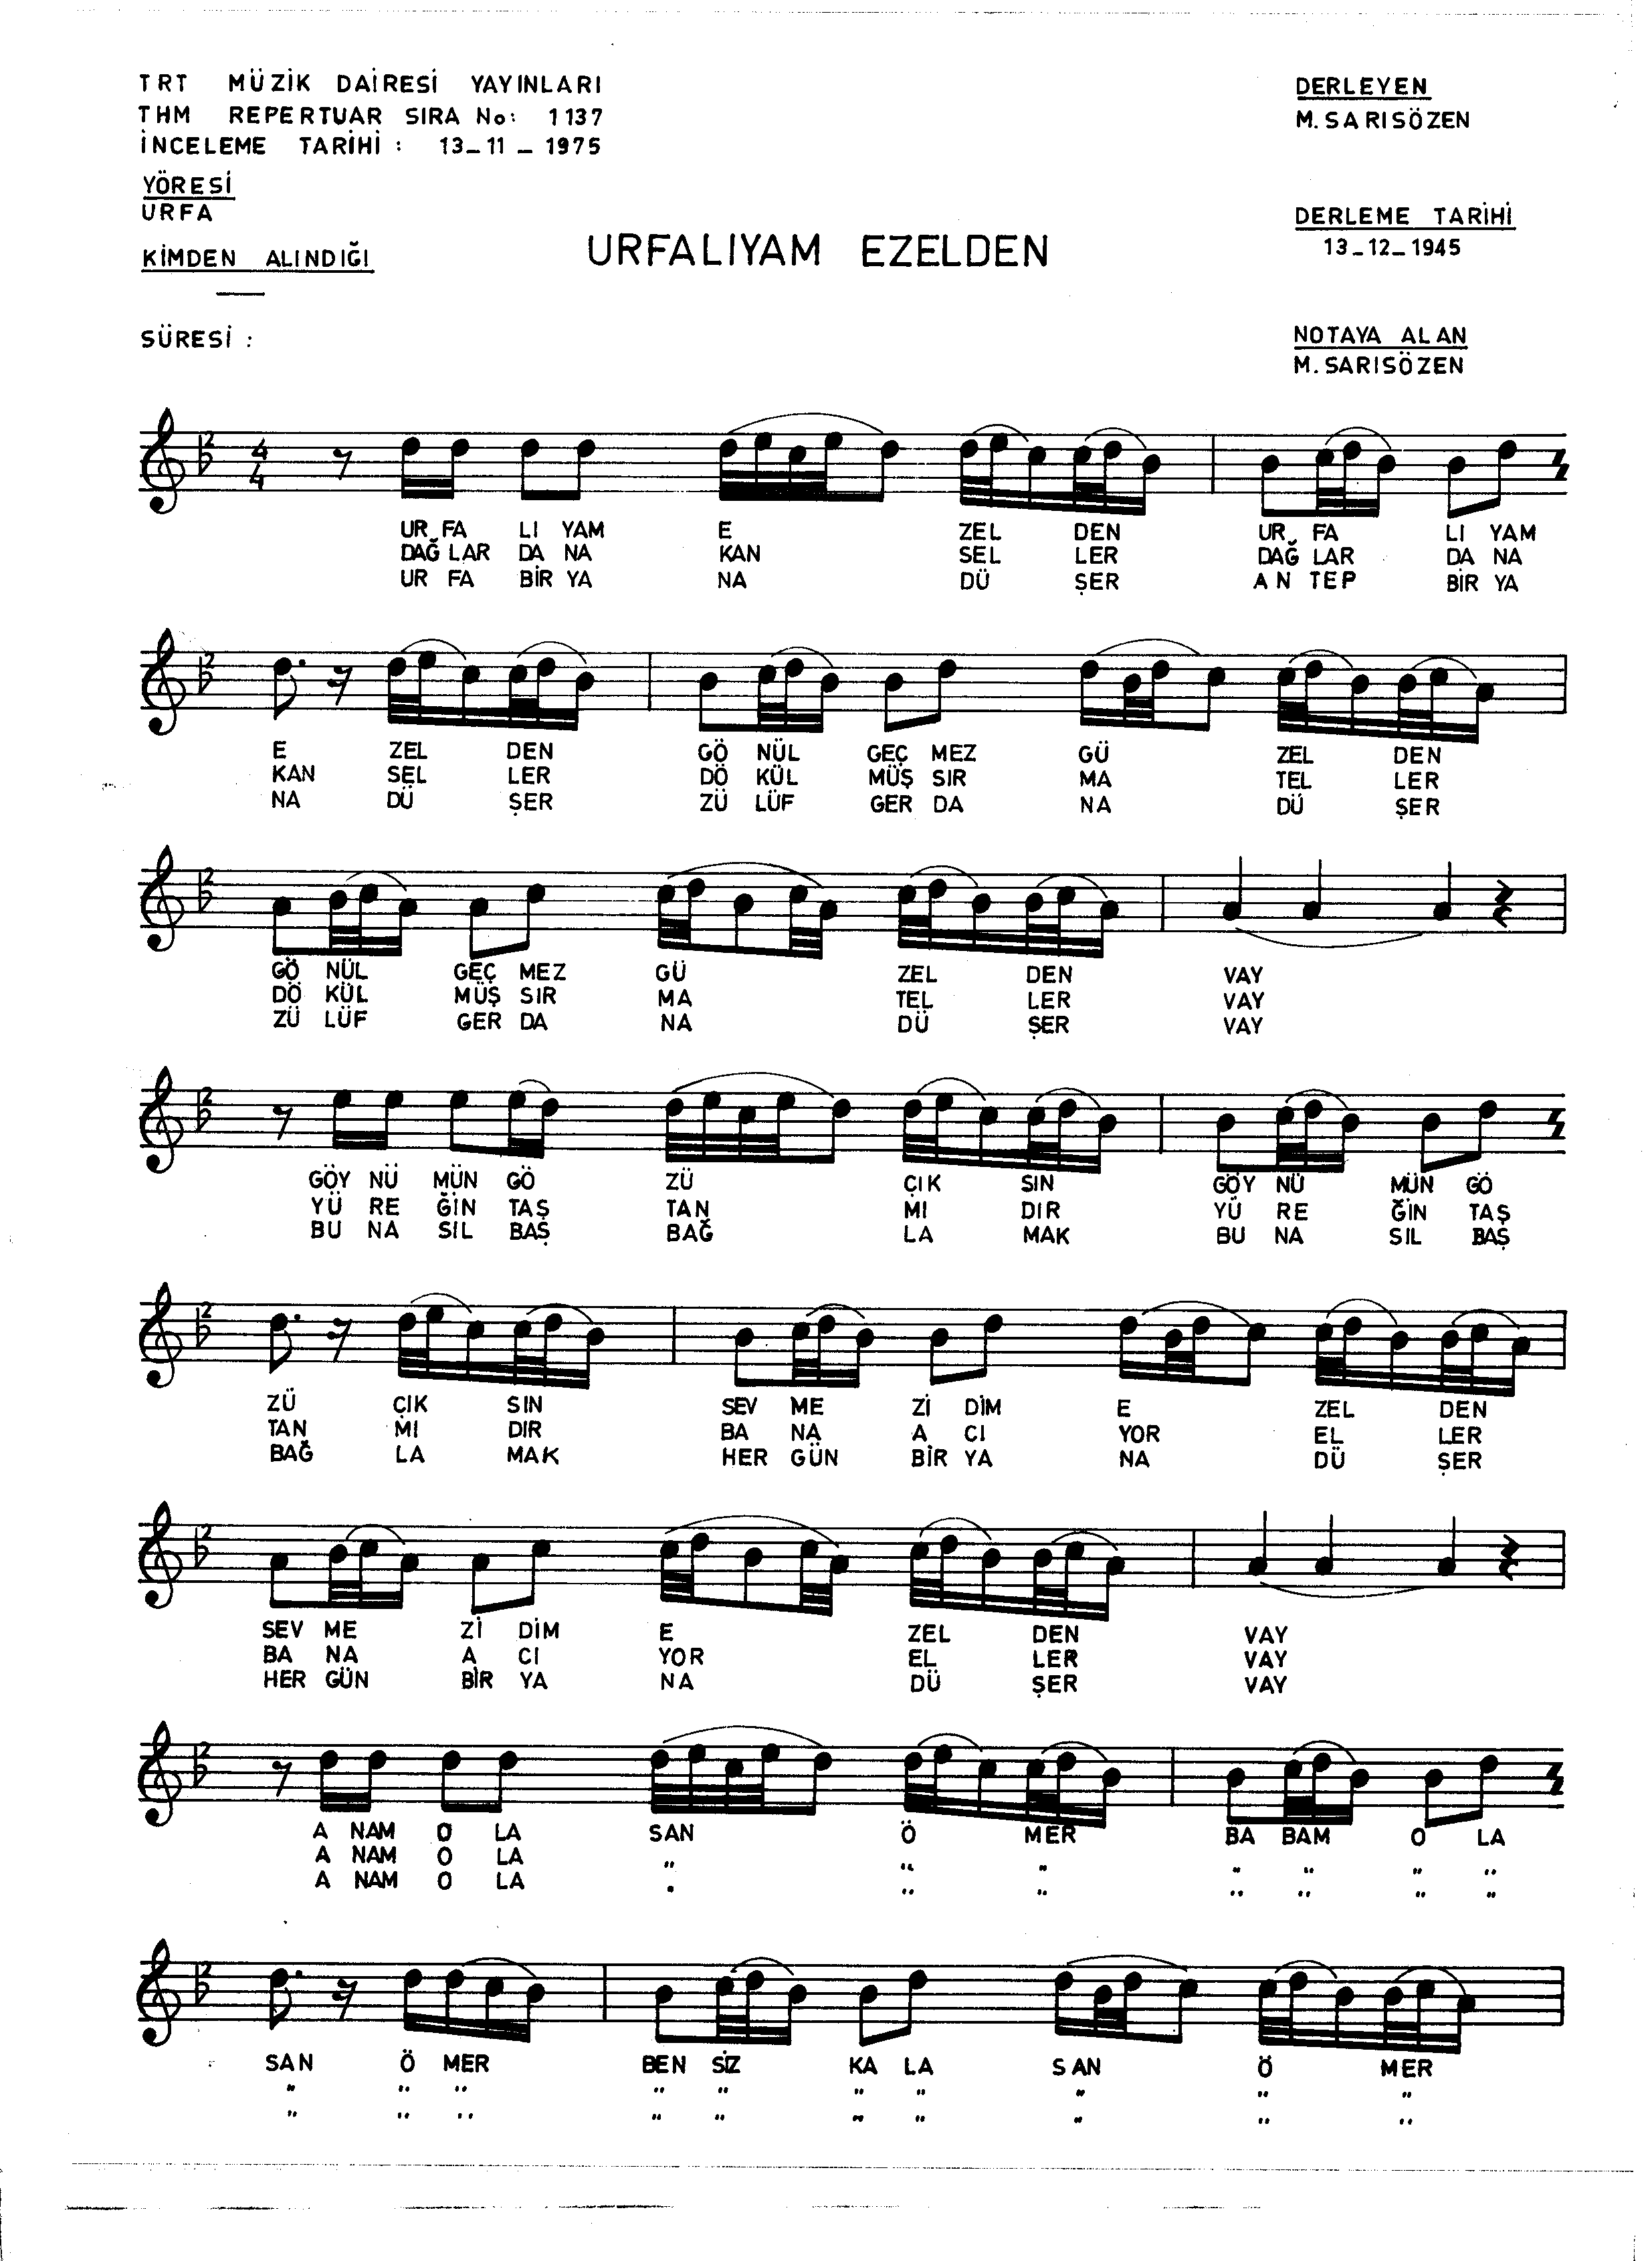 TRT MÜZİK DAİRESİ YAYINLARI
THM REPERTUAR SIRA No: 1137
İNCELEME TARİHİ : 13_11_1975
YÖRESİ
URFA
KİMDEN ALINDIĞI
SÜRESİ :
DERLEYEN
M. SARISÖZEN
DERLEME TARİHİ
13_12_1945
NOTAYA ALAN
M. SARISÖZEN
URFALIYAM EZELDEN
4
4
UR FA LI YAM E ZEL DEN UR FA LI YAM
DAĞ LAR DA NA KAN SEL LER DAĞ LAR DA NA
UR FA BİR YA NA DÜ ŞER AN TEP BİR YA
E ZEL DEN GÖ NÜL GEÇ MEZ GÜ ZEL DEN
KAN SEL LER DÖ KÜL MÜŞ SIR MA TEL LER
NA DÜ ŞER ZÜ LÜF GER DA NA DÜ ŞER
GÖ NÜL GEÇ MEZ GÜ ZEL DEN VAY
DÖ KÜL MÜŞ SIR MA TEL LER VAY
ZÜ LÜF GER DA NA DÜ ŞER VAY
GÖY NÜ MÜN GÖ ZÜ ÇIK SIN GÖY NÜ MÜN GÖ
YÜ RE ĞİN TAŞ TAN MI DIR YÜ RE ĞİN TAŞ
BU NA SIL BAŞ BAĞ LA MAK BU NA SIL BAŞ
ZÜ ÇIK SIN SEV ME Zİ DİM E ZEL DEN
TAN MI DIR BA NA A CI YOR EL LER
BAĞ LA MAK HER GÜN BİR YA NA DÜ ŞER
SEV ME Zİ DİM E ZEL DEN VAY
BA NA A CI YOR EL LER VAY
HER GÜN BİR YA NA DÜ ŞER VAY
A NAM O LA SAN Ö MER BA BAM O LA
A NAM O LA " " " " " " "
A NAM O LA " " " " " " "
SAN Ö MER BEN SİZ KA LA SAN Ö MER
" " " " " " " " " "
" " " " " " " " " "